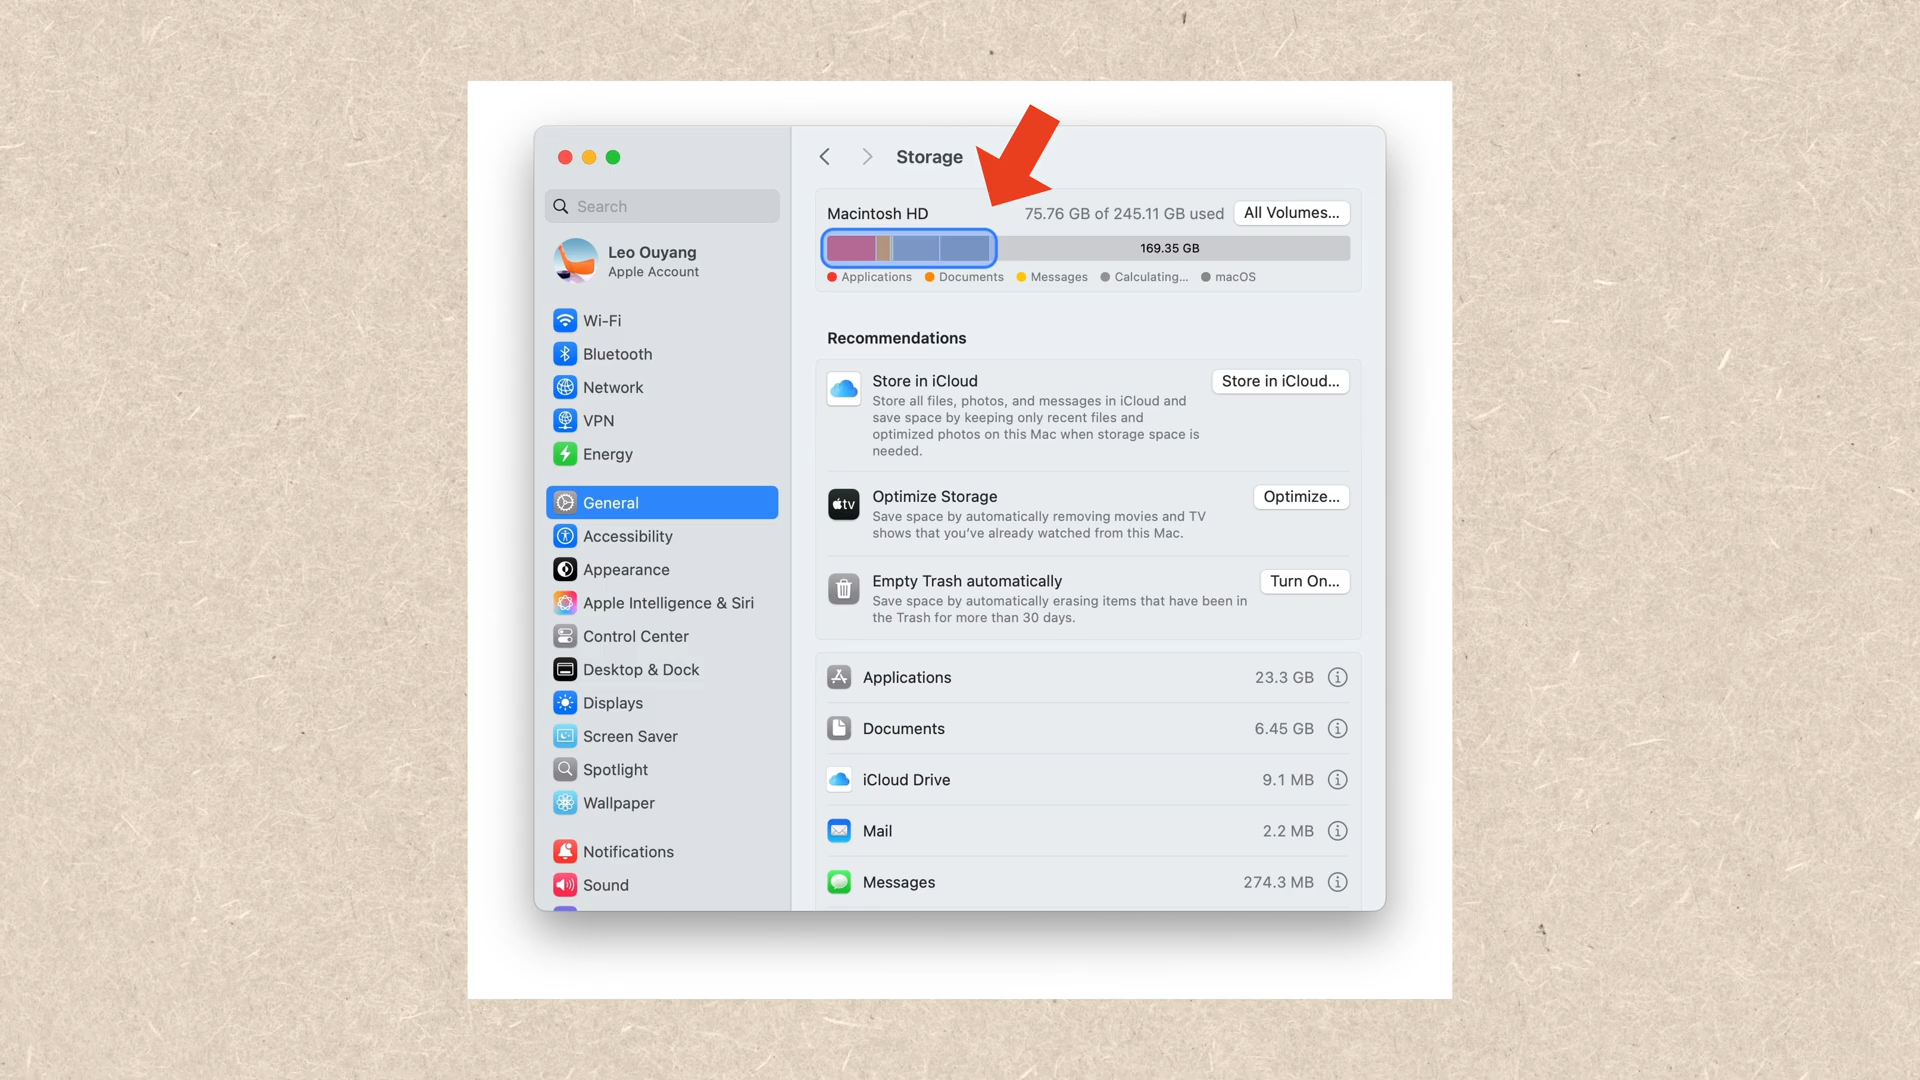 Search
Leo Ouyang
Apple Account
Wi-Fi
Bluetooth
Network
VPN
Energy
General
Accessibility
Appearance
Apple Intelligence & Siri
Control Center
Desktop & Dock
Displays
Screen Saver
Spotlight
Wallpaper
Notifications
Sound
Storage
Macintosh HD
75.76 GB of 245.11 GB used
All Volumes...
169.35 GB
Applications
Documents
Messages
Calculating...
macOS
Recommendations
Store in iCloud
Store in iCloud...
Store all files, photos, and messages in iCloud and
save space by keeping only recent files and
optimized photos on this Mac when storage space is
needed.
tv
Optimize Storage
Optimize...
Save space by automatically removing movies and TV
shows that you’ve already watched from this Mac.
Empty Trash automatically
Turn On...
Save space by automatically erasing items that have been in
the Trash for more than 30 days.
Applications
23.3 GB
Documents
6.45 GB
iCloud Drive
9.1 MB
Mail
2.2 MB
Messages
274.3 MB